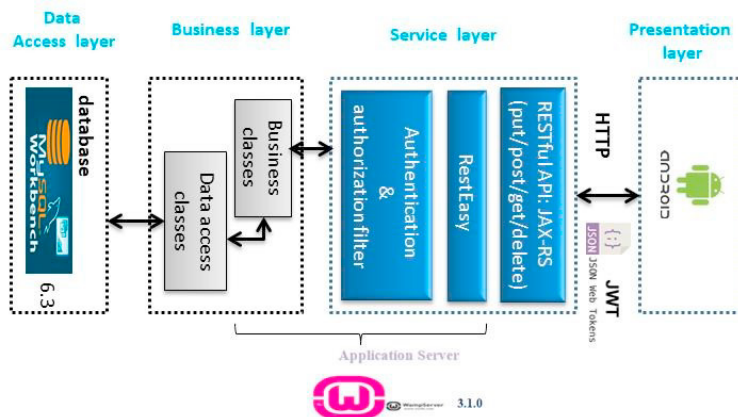 Data
Access layer
Business layer
Service layer
Presentation
layer
database
MySQL
Workbench
6.3
Business
classes
Data access
classes
Authentication
&
authorization filter
RestEasy
RESTful API: JAX-RS
(put/post/get/delete)
HTTP
JSON
JSON Web Tokens
JWT
ANDROID
Application Server
WampServer
3.1.0